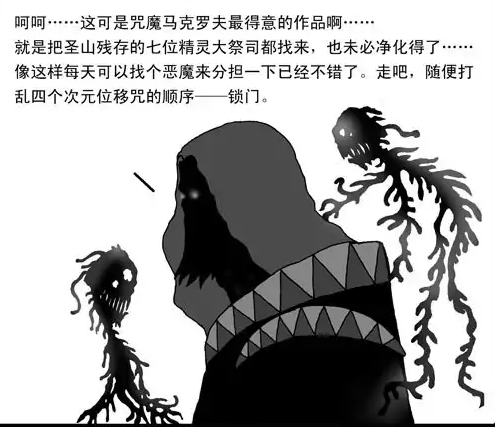 呵呵……这可是咒魔马克罗夫最得意的作品啊……
就是把圣山残存的七位精灵大祭司都找来，也未必净化得了……
像这样每天可以找个恶魔来分担一下已经不错了。走吧，随便打
乱四个次元位移咒的顺序──锁门。